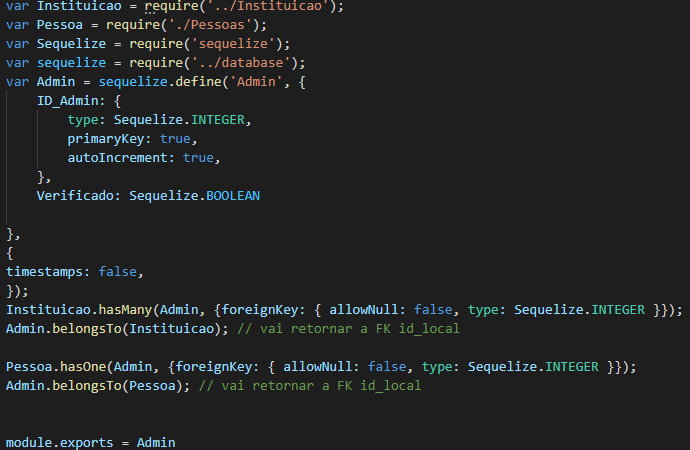 var Instituicao = require('../Instituicao');
var Pessoa = require('./Pessoas');
var Sequelize = require('sequelize');
var sequelize = require('../database');
var Admin = sequelize.define('Admin', {
ID_Admin: {
type: Sequelize.INTEGER,
primaryKey: true,
autoIncrement: true,
},
Verificado: Sequelize.BOOLEAN
},
{
timestamps: false,
});
Instituicao.hasMany(Admin, {foreignKey: { allowNull: false, type: Sequelize.INTEGER }});
Admin.belongsTo(Instituicao); // vai retornar a FK id_local
Pessoa.hasOne(Admin, {foreignKey: { allowNull: false, type: Sequelize.INTEGER }});
Admin.belongsTo(Pessoa); // vai retornar a FK id_local
module.exports = Admin